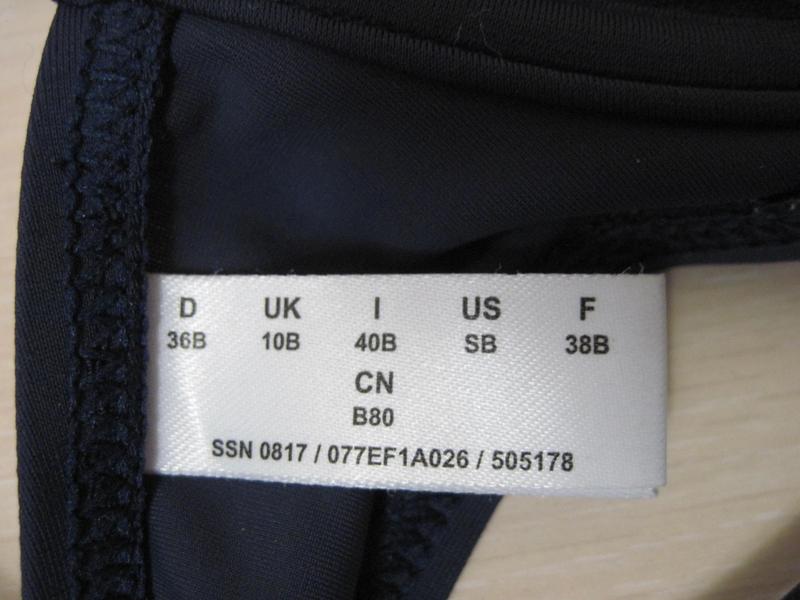 D UK I US F
36B 10B 40B SB 38B
CN
B80
SSN 0817 / 077EF1A026 / 505178